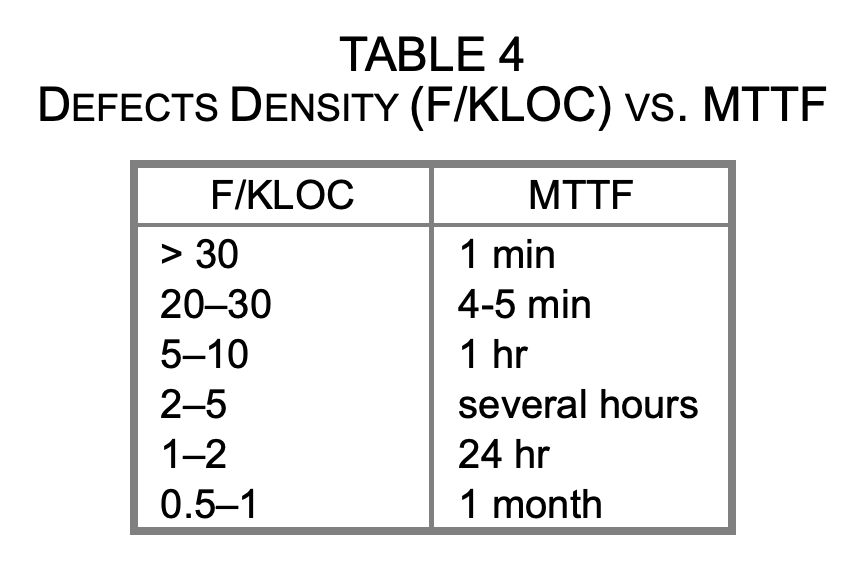 TABLE 4
DEFECTS DENSITY (F/KLOC) VS. MTTF
F/KLOC MTTF
> 30 1 min
20–30 4-5 min
5–10 1 hr
2–5 several hours
1–2 24 hr
0.5–1 1 month